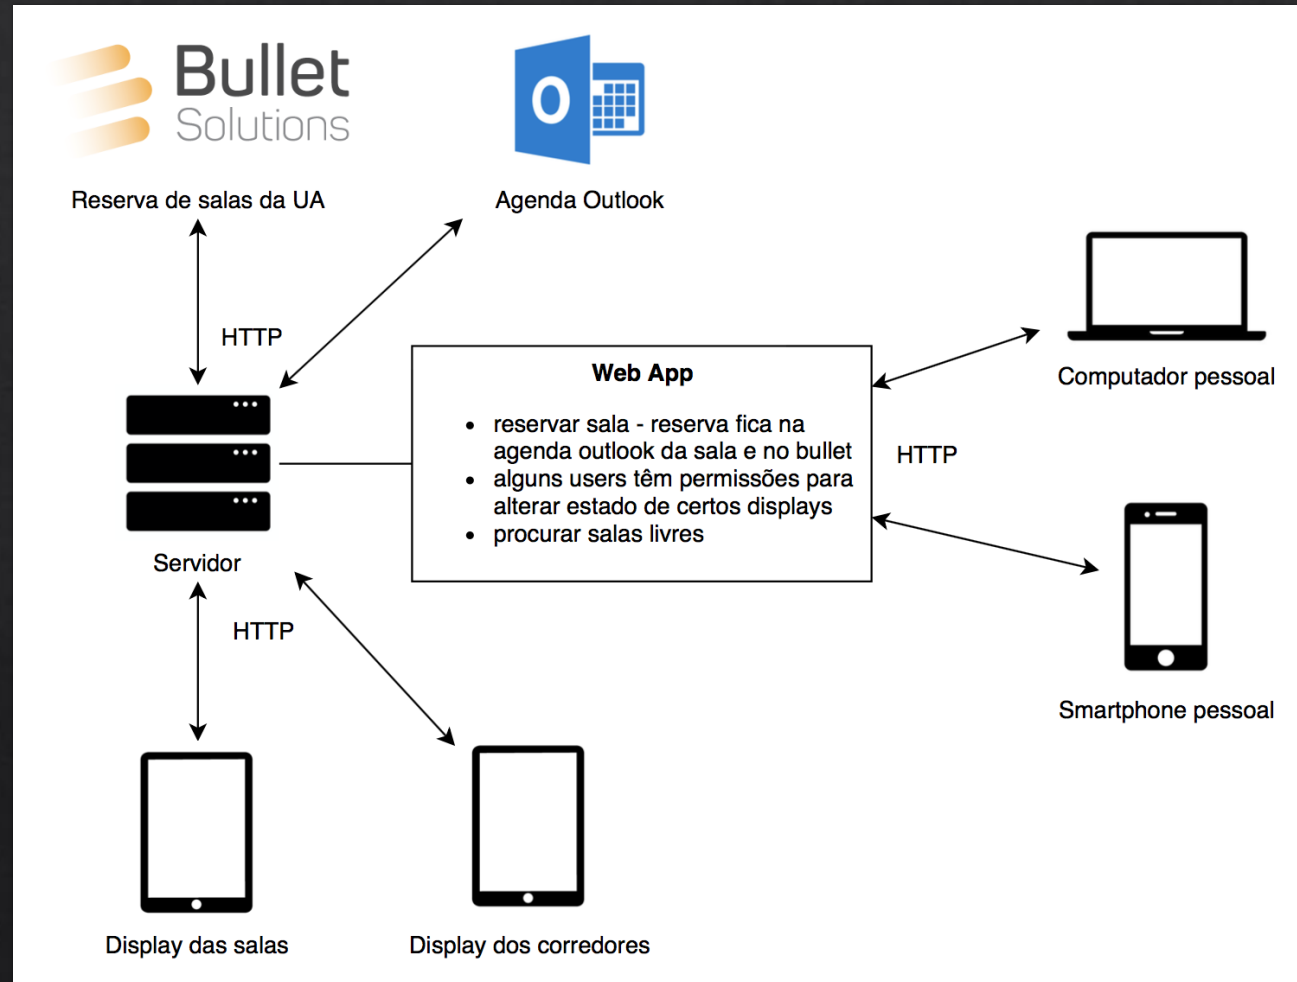 Bullet
Solutions
O
Reserva de salas da UA
Agenda Outlook
HTTP
Web App
• reservar sala - reserva fica na
agenda outlook da sala e no bullet
• alguns users têm permissões para
alterar estado de certos displays
• procurar salas livres
Computador pessoal
HTTP
Servidor
HTTP
Smartphone pessoal
Display das salas
Display dos corredores